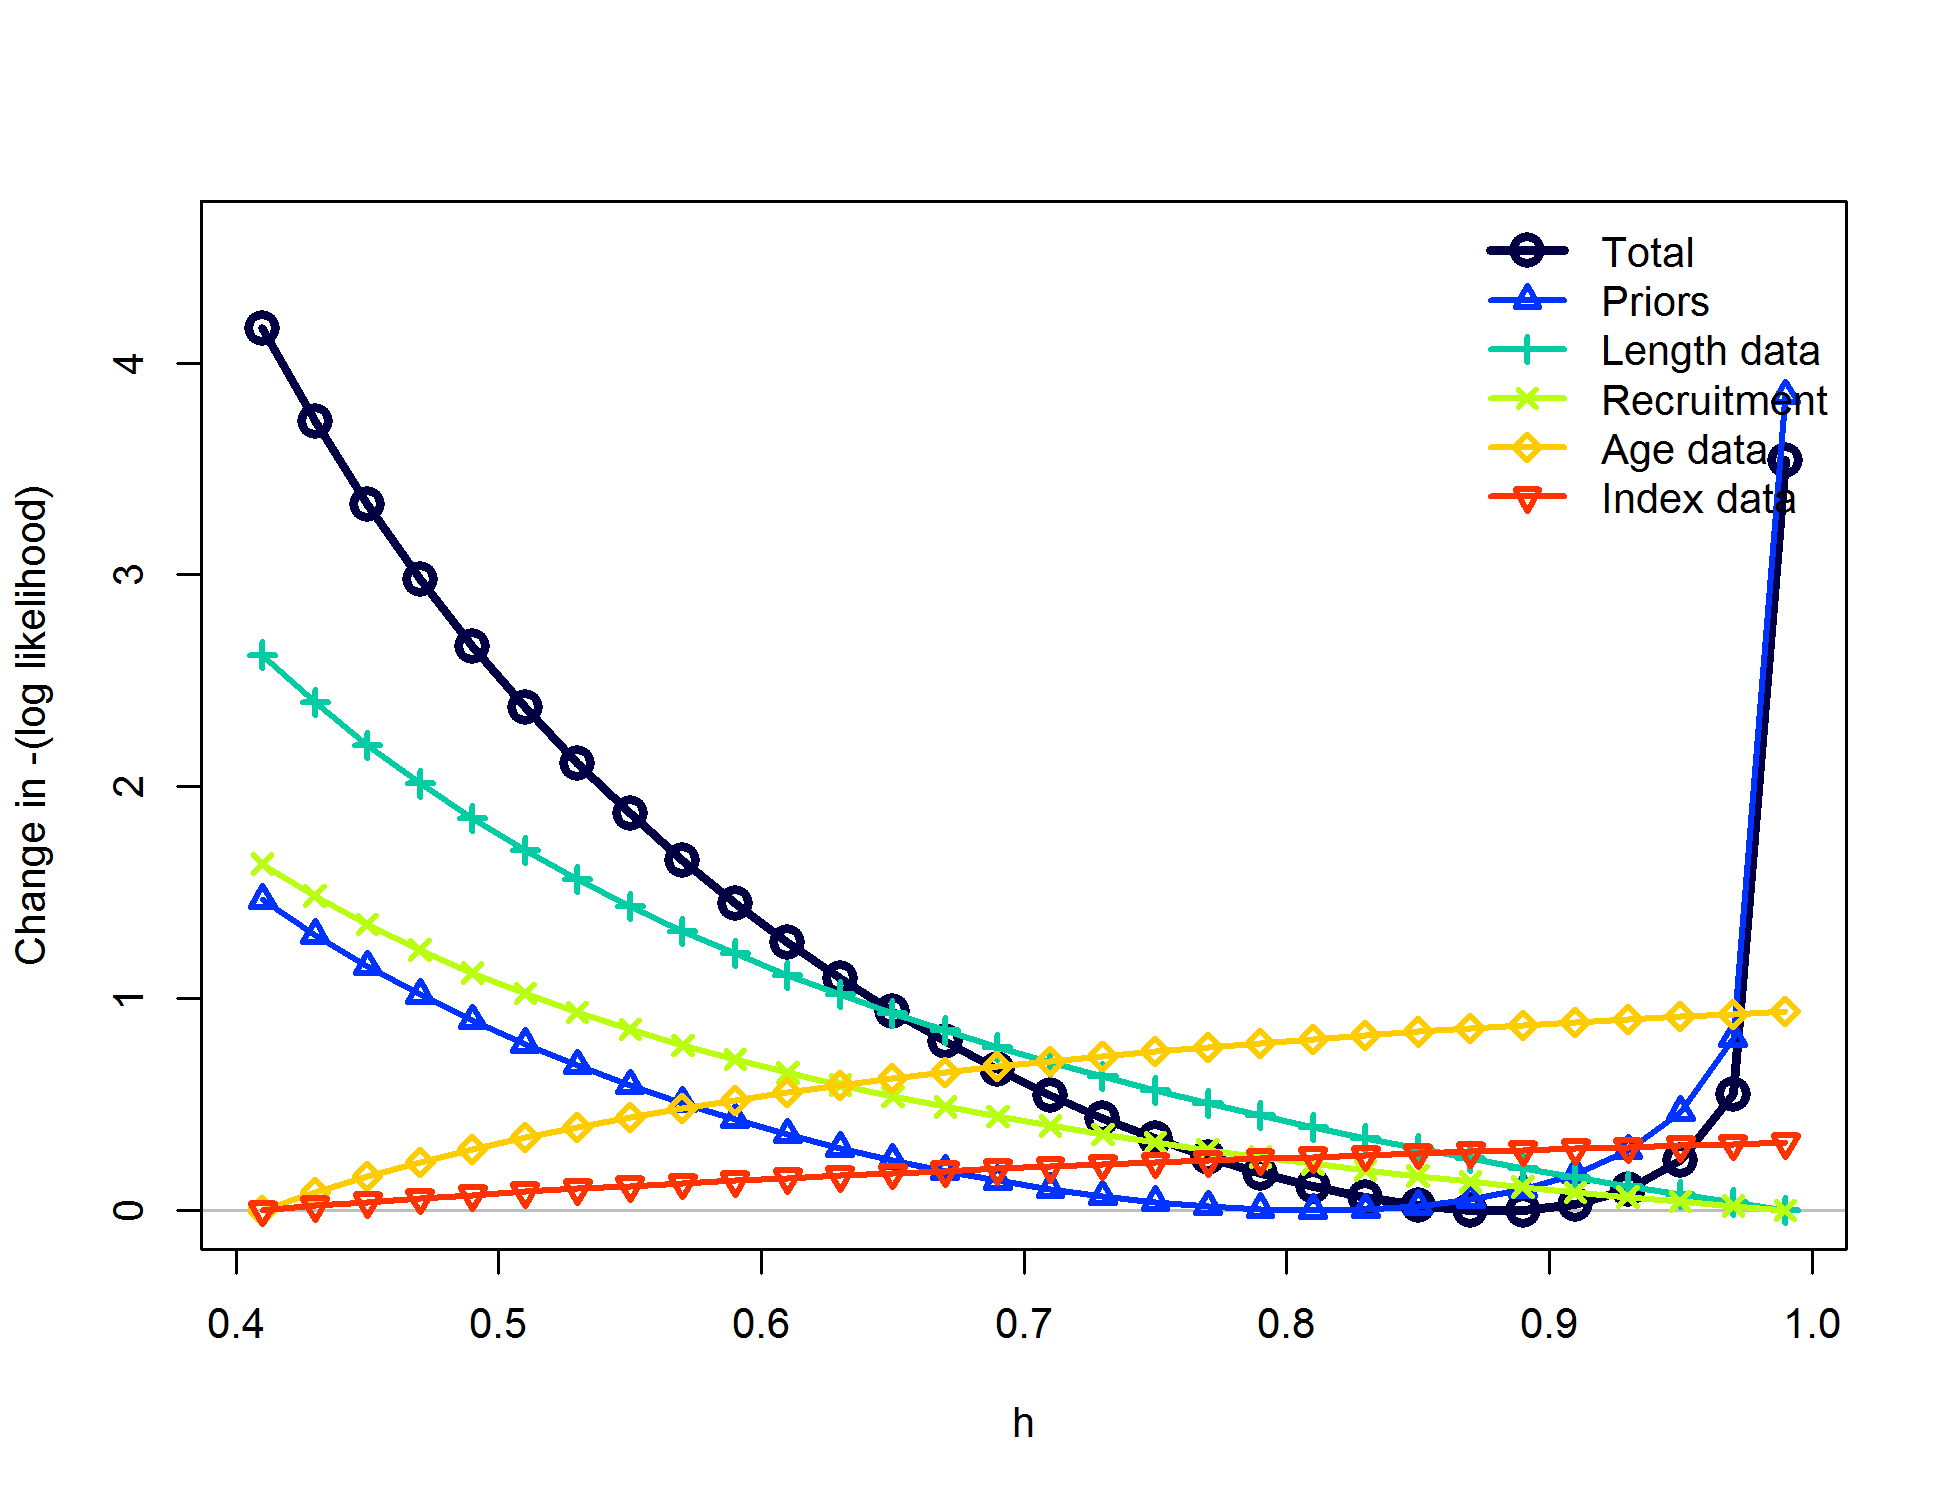 Total
Priors
Length data
Recruitment
Age data
Index data
Change in -(log likelihood)
4
3
2
1
0
0.4 0.5 0.6 0.7 0.8 0.9 1.0
h